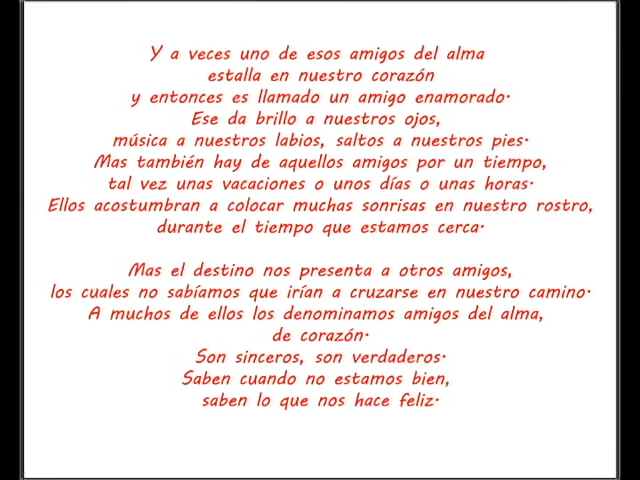 Y a veces uno de esos amigos del alma
estalla en nuestro corazón
y entonces es llamado un amigo enamorado.
Ese da brillo a nuestros ojos,
música a nuestros labios, saltos a nuestros pies.
Mas también hay de aquellos amigos por un tiempo,
tal vez unas vacaciones o unos días o unas horas.
Ellos acostumbran a colocar muchas sonrisas en nuestro rostro,
durante el tiempo que estamos cerca.
Mas el destino nos presenta a otros amigos,
los cuales no sabíamos que irían a cruzarse en nuestro camino.
A muchos de ellos los denominamos amigos del alma,
de corazón.
Son sinceros, son verdaderos.
Saben cuando no estamos bien,
saben lo que nos hace feliz.